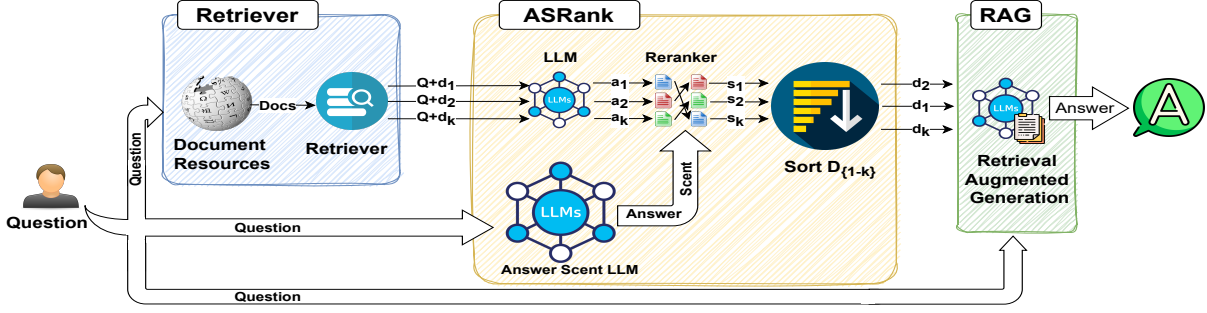 Retriever
ASRank
RAG
LLM
Reranker
Q+d1
Q+d2
Q+dk
LLMs
a1
a2
ak
s1
s2
sk
d2
d1
dk
LLMs
Answer
A
Docs
Document
Resources
Retriever
Sort D{1-k}
Retrieval
Augmented
Generation
Question
Question
Question
LLMs
Answer
Scent
Answer Scent LLM
Question